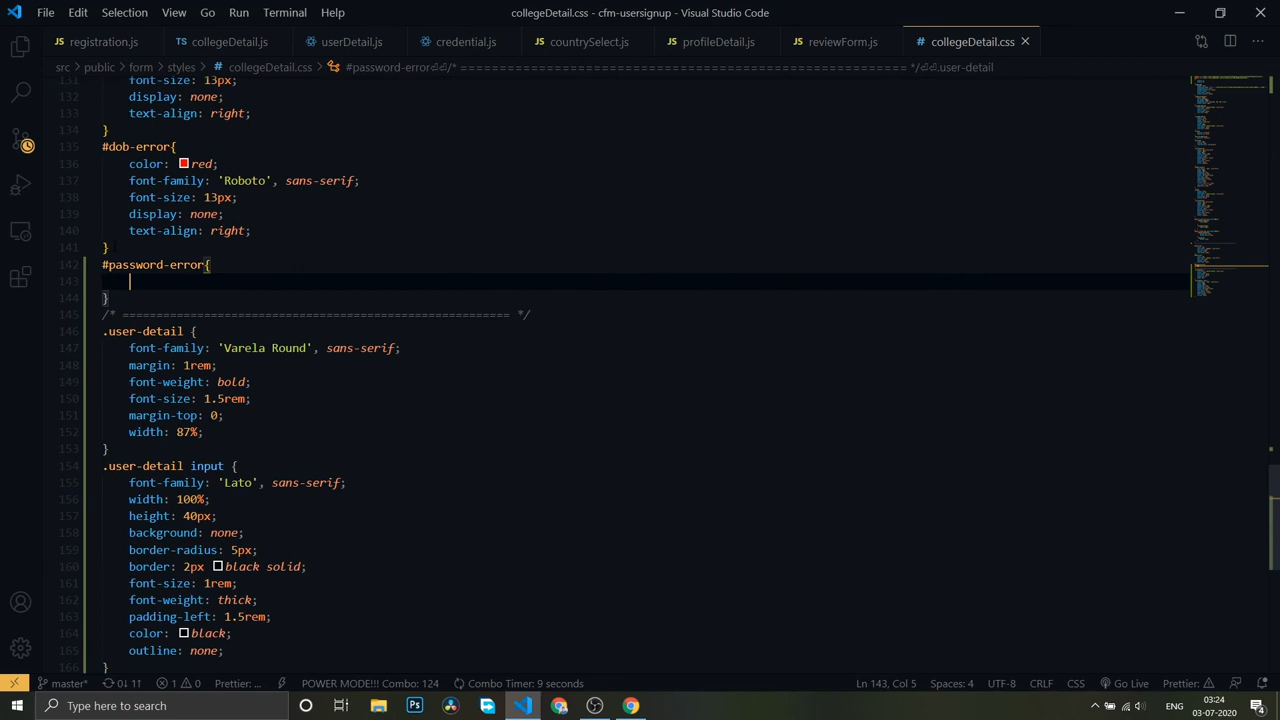 File Edit Selection View Go Run Terminal Help collegeDetail.css - cfm-usersignup - Visual Studio Code
registration.js collegeDetail.js userDetail.js credential.js countrySelect.js profileDetail.js reviewForm.js collegeDetail.css
src > public > form > styles > # collegeDetail.css > #password-error⏎⏎/* ========================================================= */⏎⏎.user-detail
131 font-size: 13px;
132 display: none;
133 text-align: right;
134 }
135 #dob-error{
136 color: red;
137 font-family: 'Roboto', sans-serif;
138 font-size: 13px;
139 display: none;
140 text-align: right;
141 }
142 #password-error{
143
144 }
145 /* ========================================================= */
146 .user-detail {
147 font-family: 'Varela Round', sans-serif;
148 margin: 1rem;
149 font-weight: bold;
150 font-size: 1.5rem;
151 margin-top: 0;
152 width: 87%;
153 }
154 .user-detail input {
155 font-family: 'Lato', sans-serif;
156 width: 100%;
157 height: 40px;
158 background: none;
159 border-radius: 5px;
160 border: 2px black solid;
161 font-size: 1rem;
162 font-weight: thick;
163 padding-left: 1.5rem;
164 color: black;
165 outline: none;
166 }
master* 0↓ 1↑ 1 0 Prettier: ... POWER MODE!!! Combo: 124 Combo Timer: 9 seconds Ln 143, Col 5 Spaces: 4 UTF-8 CRLF CSS Go Live Prettier:
Type here to search ENG 03:24 03-07-2020 4